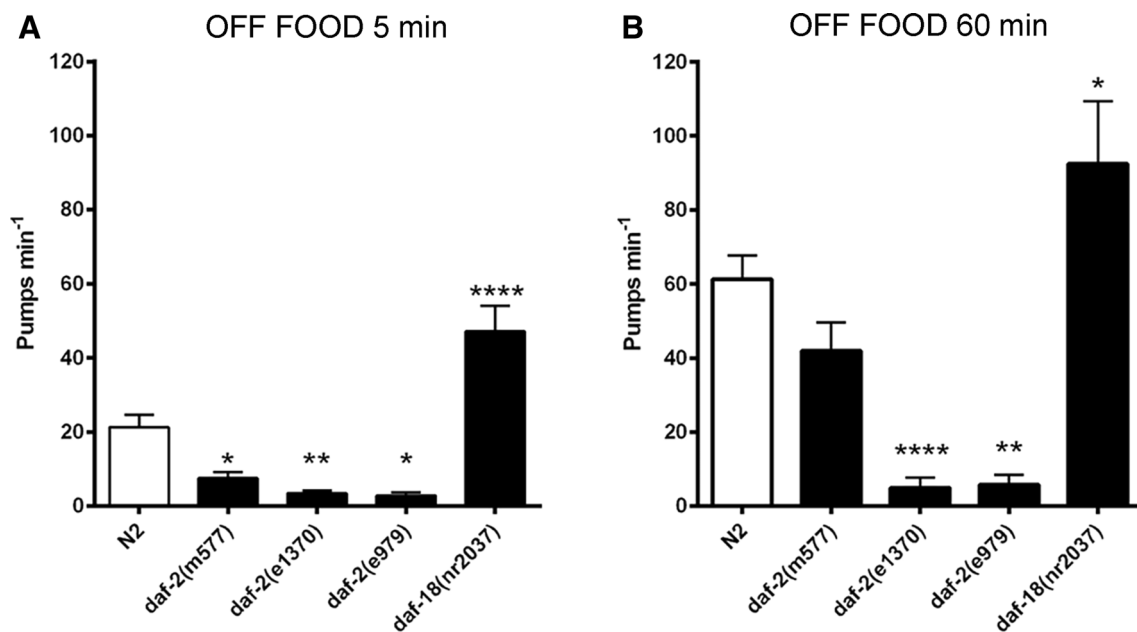 A
OFF FOOD 5 min
Pumps min⁻¹
120
100
80
60
40
20
0
*
**
*
****
N2
daf-2(m577)
daf-2(e1370)
daf-2(e979)
daf-18(nr2037)
B
OFF FOOD 60 min
Pumps min⁻¹
120
100
80
60
40
20
0
****
**
*
N2
daf-2(m577)
daf-2(e1370)
daf-2(e979)
daf-18(nr2037)